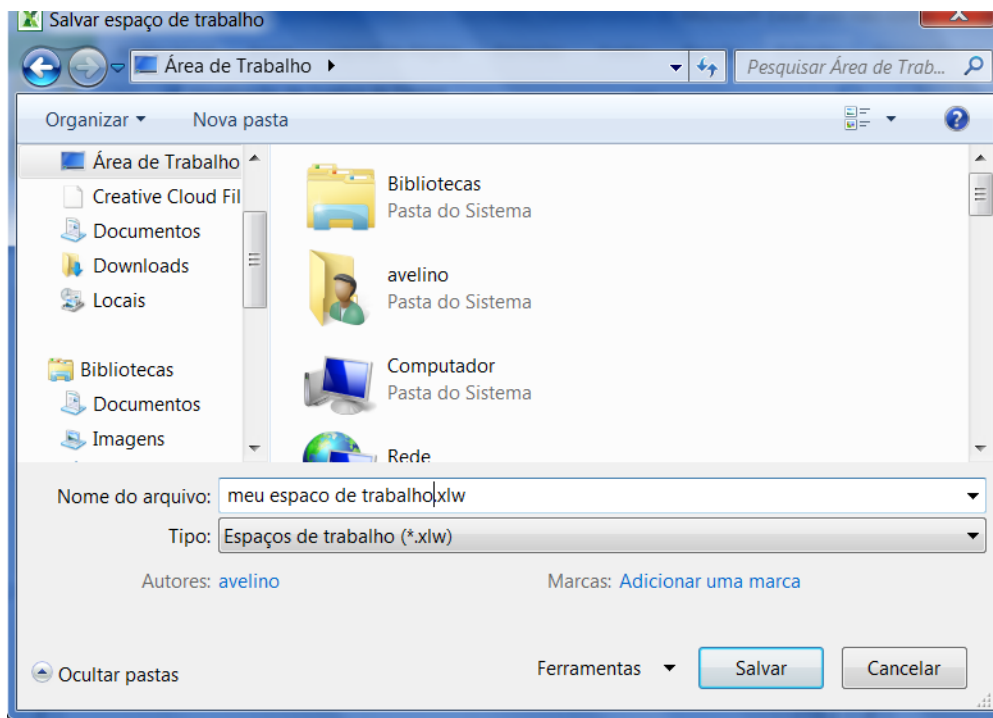 Salvar espaço de trabalho
Área de Trabalho
Pesquisar Área de Trab...
Organizar Nova pasta
Área de Trabalho
Creative Cloud Fil
Documentos
Downloads
Locais
Bibliotecas
Documentos
Imagens
Bibliotecas
Pasta do Sistema
avelino
Pasta do Sistema
Computador
Pasta do Sistema
Rede
Nome do arquivo: meu espaco de trabalho.xlw
Tipo: Espaços de trabalho (*.xlw)
Autores: avelino Marcas: Adicionar uma marca
Ocultar pastas Ferramentas Salvar Cancelar